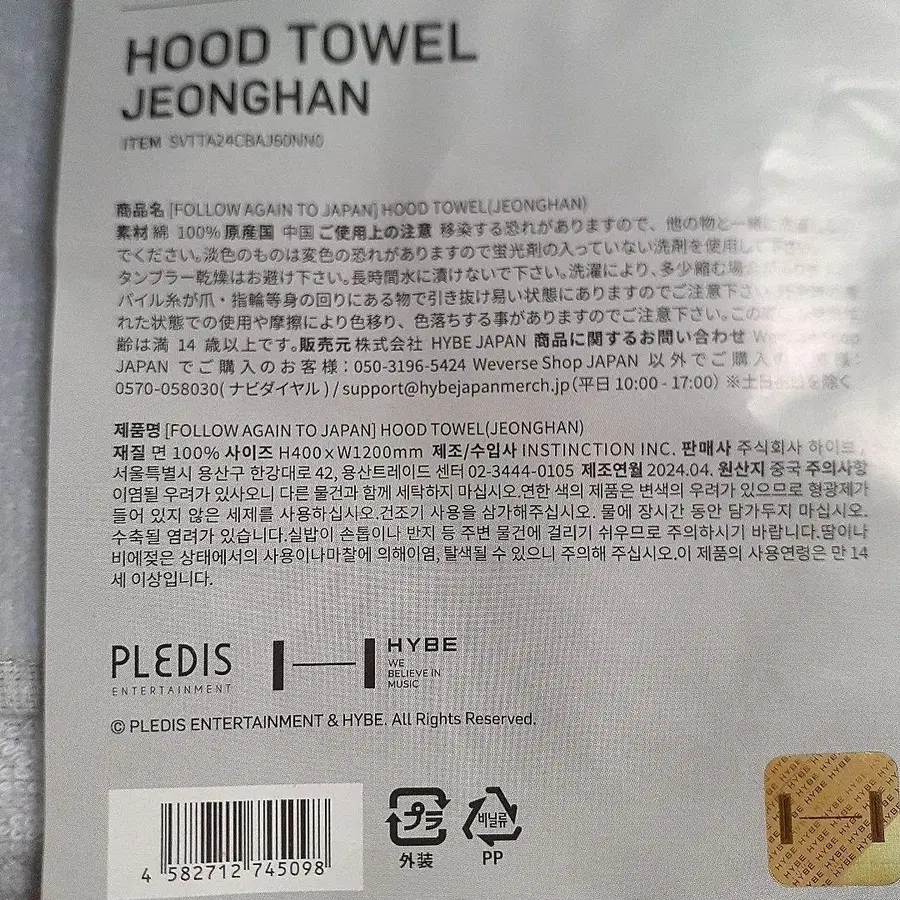 HOOD TOWEL
JEONGHAN
ITEM SVTTA24CBAJ60NN0
商品名 [FOLLOW AGAIN TO JAPAN] HOOD TOWEL(JEONGHAN)
素材 綿 100% 原産国 中国 ご使用上の注意 移染する恐れがありますので、他の物と一緒に
でください。淡色のものは変色の恐れがありますので蛍光剤の入っていない洗剤を使用して下さい。
タンブラー乾燥はお避け下さい。長時間水に漬けないで下さい。洗濯により、多少縮む場合が
パイル糸が爪・指輪等身の回りにある物で引き抜け易い状態にありますのでご注意下さい。
れた状態での使用や摩擦により色移り、色落ちする事がありますのでご注意下さい。この
齢は満 14 歳以上です。販売元 株式会社 HYBE JAPAN 商品に関するお問い合わせ Weverse Shop
JAPAN でご購入のお客様: 050-3196-5424 Weverse Shop JAPAN 以外でご購入の 様:
0570-058030( ナビダイヤル ) / support@hybejapanmerch.jp (平日 10:00 - 17:00) ※土日祝日を除く
제품명 [FOLLOW AGAIN TO JAPAN] HOOD TOWEL(JEONGHAN)
재질 면 100% 사이즈 H400 x W1200mm 제조/수입사 INSTINCTION INC. 판매사 주식회사 하이브,
서울특별시 용산구 한강대로 42, 용산트레이드 센터 02-3444-0105 제조연월 2024.04. 원산지 중국 주의사항
이염될 우려가 있사오니 다른 물건과 함께 세탁하지 마십시오.연한 색의 제품은 변색의 우려가 있으므로 형광제가
들어 있지 않은 세제를 사용하십시오.건조기 사용을 삼가해주십시오. 물에 장시간 동안 담가두지 마십시오.
수축될 염려가 있습니다.실밥이 손톱이나 반지 등 주변 물건에 걸리기 쉬우므로 주의하시기 바랍니다.땀이나
비에젖은 상태에서의 사용이나마찰에 의해이염, 탈색될 수 있으니 주의해 주십시오.이 제품의 사용연령은 만 14
세 이상입니다.
PLEDIS
ENTERTAINMENT
HYBE
WE
BELIEVE IN
MUSIC
© PLEDIS ENTERTAINMENT & HYBE. All Rights Reserved.
4 582712 745098
プラ
外装
비닐류
PP
HYBE HYBE HYBE